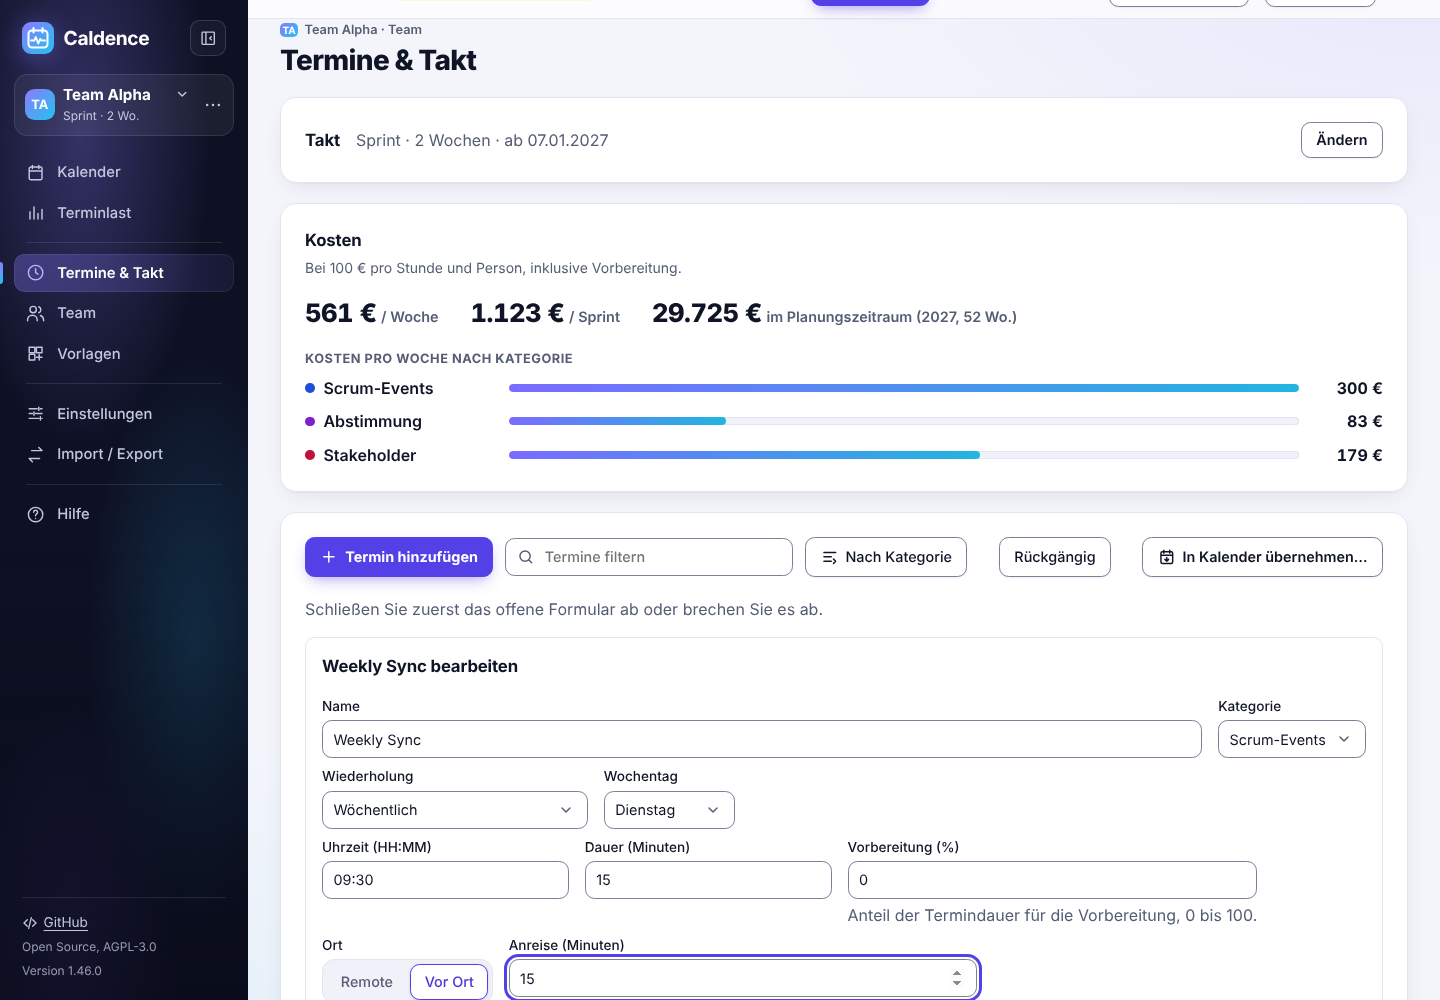 Caldence
TA
Team Alpha
Sprint · 2 Wo.
Kalender
Terminlast
Termine & Takt
Team
Vorlagen
Einstellungen
Import / Export
Hilfe
GitHub
Open Source, AGPL-3.0
Version 1.46.0
TA Team Alpha · Team
Termine & Takt
Takt Sprint · 2 Wochen · ab 07.01.2027
Ändern
Kosten
Bei 100 € pro Stunde und Person, inklusive Vorbereitung.
561 € / Woche 1.123 € / Sprint 29.725 € im Planungszeitraum (2027, 52 Wo.)
KOSTEN PRO WOCHE NACH KATEGORIE
Scrum-Events 300 €
Abstimmung 83 €
Stakeholder 179 €
Termin hinzufügen Termine filtern Nach Kategorie Rückgängig In Kalender übernehmen...
Schließen Sie zuerst das offene Formular ab oder brechen Sie es ab.
Weekly Sync bearbeiten
Name Kategorie
Weekly Sync Scrum-Events
Wiederholung Wochentag
Wöchentlich Dienstag
Uhrzeit (HH:MM) Dauer (Minuten) Vorbereitung (%)
09:30 15 0
Anteil der Termindauer für die Vorbereitung, 0 bis 100.
Ort Anreise (Minuten)
Remote Vor Ort 15